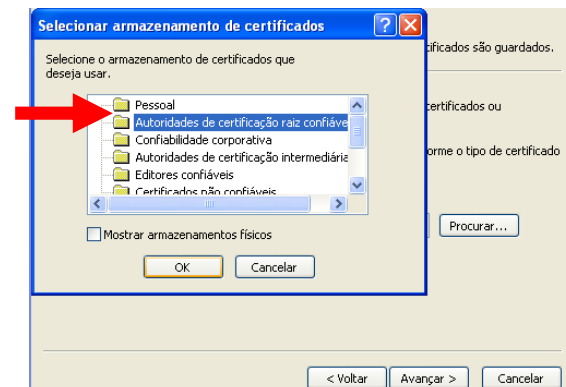 Selecionar armazenamento de certificados
tificados são guardados.
Selecione o armazenamento de certificados que
deseja usar.
certificados ou
Pessoal
Autoridades de certificação raiz confiáve
Confiabilidade corporativa
orme o tipo de certificado
Autoridades de certificação intermediária
Editores confiáveis
Certificados não confiáveis
Procurar...
Mostrar armazenamentos físicos
OK Cancelar
< Voltar Avançar > Cancelar